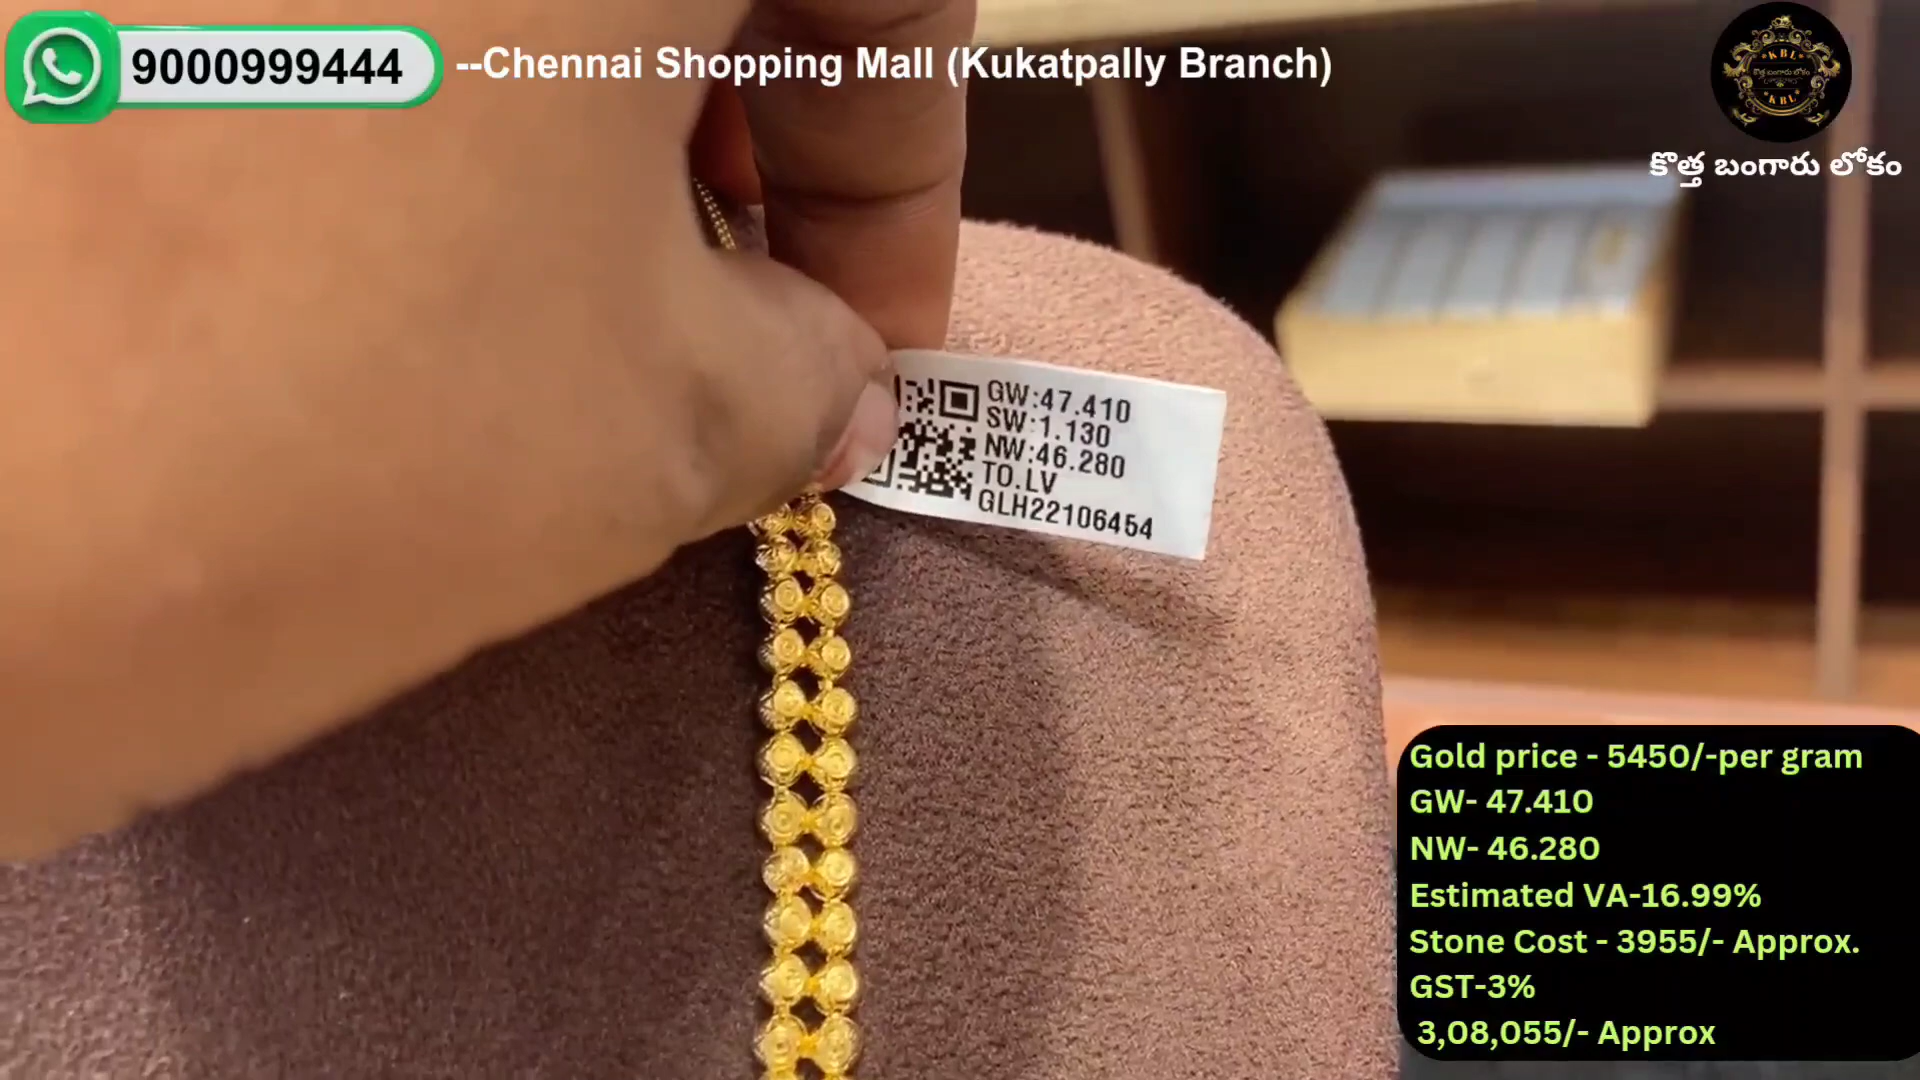 9000999444 --Chennai Shopping Mall (Kukatpally Branch)
KBL
కొత్త బంగారు లోకం
KBL
కొత్త బంగారు లోకం
GW:47.410
SW:1.130
NW:46.280
TO.LV
GLH22106454
Gold price - 5450/-per gram
GW- 47.410
NW- 46.280
Estimated VA-16.99%
Stone Cost - 3955/- Approx.
GST-3%
3,08,055/- Approx